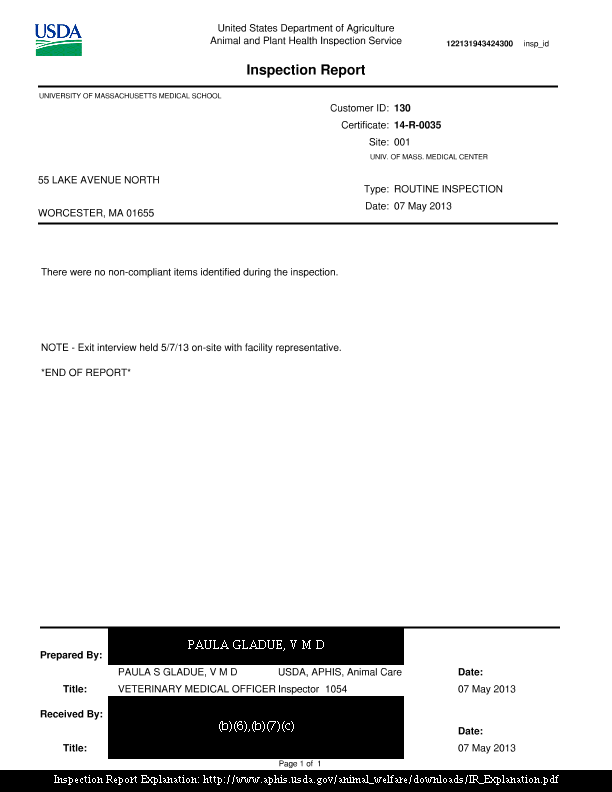 USDA
United States Department of Agriculture
Animal and Plant Health Inspection Service
122131943424300 insp_id
Inspection Report
UNIVERSITY OF MASSACHUSETTS MEDICAL SCHOOL
Customer ID: 130
Certificate: 14-R-0035
Site: 001
UNIV. OF MASS. MEDICAL CENTER
55 LAKE AVENUE NORTH
Type: ROUTINE INSPECTION
Date: 07 May 2013
WORCESTER, MA 01655
There were no non-compliant items identified during the inspection.
NOTE - Exit interview held 5/7/13 on-site with facility representative.
*END OF REPORT*
PAULA GLADUE, V M D
Prepared By:
PAULA S GLADUE, V M D USDA, APHIS, Animal Care Date:
Title: VETERINARY MEDICAL OFFICER Inspector 1054 07 May 2013
Received By:
(b)(6),(b)(7)(c)
Date:
Title: 07 May 2013
Page 1 of 1
Inspection Report Explanation: http://www.aphis.usda.gov/animal_welfare/downloads/IR_Explanation.pdf